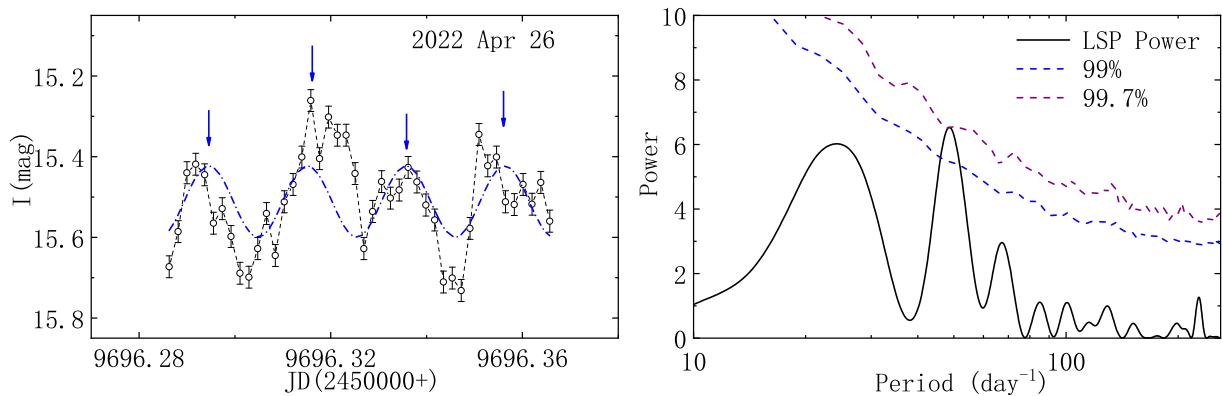 2022 Apr 26
I(mag)
15.2
15.4
15.6
15.8
9696.28
9696.32
9696.36
JD(2450000+)
Power
10
8
6
4
2
0
LSP Power
99%
99.7%
10
100
Period (day⁻¹)